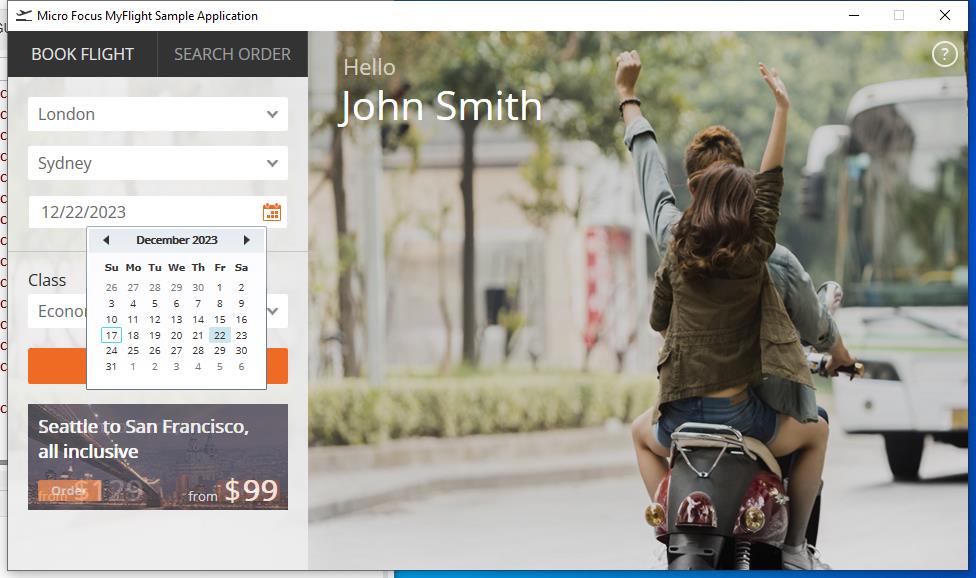 Micro Focus MyFlight Sample Application
BOOK FLIGHT SEARCH ORDER
?
Hello
John Smith
London
Sydney
12/22/2023
December 2023
Su Mo Tu We Th Fr Sa
26 27 28 29 30 1 2
3 4 5 6 7 8 9
10 11 12 13 14 15 16
17 18 19 20 21 22 23
24 25 26 27 28 29 30
31 1 2 3 4 5 6
Class
Econo
Seattle to San Francisco,
all inclusive
Order
from $129
from $99